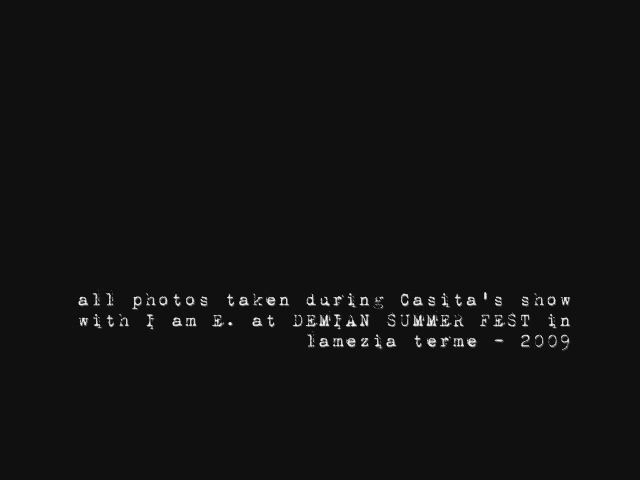 all photos taken during Casita's show
with I am E. at DEMIAN SUMMER FEST in
lamezia terme - 2009